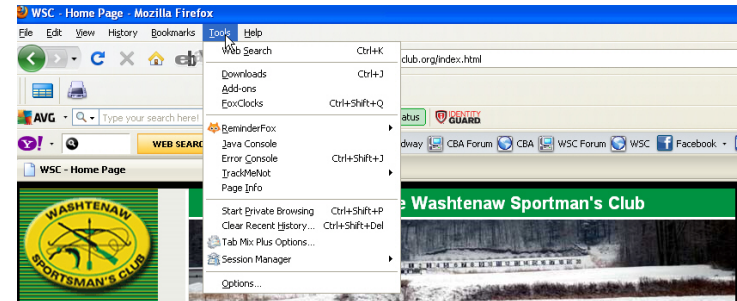 WSC - Home Page - Mozilla Firefox
File Edit View History Bookmarks Tools Help
Web Search Ctrl+K
club.org/index.html
Downloads Ctrl+J
Add-ons
FoxClocks Ctrl+Shift+Q
AVG Type your search here! atus IDENTITY GUARD
ReminderFox
Y! WEB SEARC dway CBA Forum CBA WSC Forum WSC Facebook
Java Console
Error Console Ctrl+Shift+J
WSC - Home Page
TrackMeNot
Page Info
Start Private Browsing Ctrl+Shift+P
e Washtenaw Sportman's Club
WASHTENAW
Clear Recent History... Ctrl+Shift+Del
Tab Mix Plus Options...
Session Manager
SPORTSMAN'S CLUB
Options...